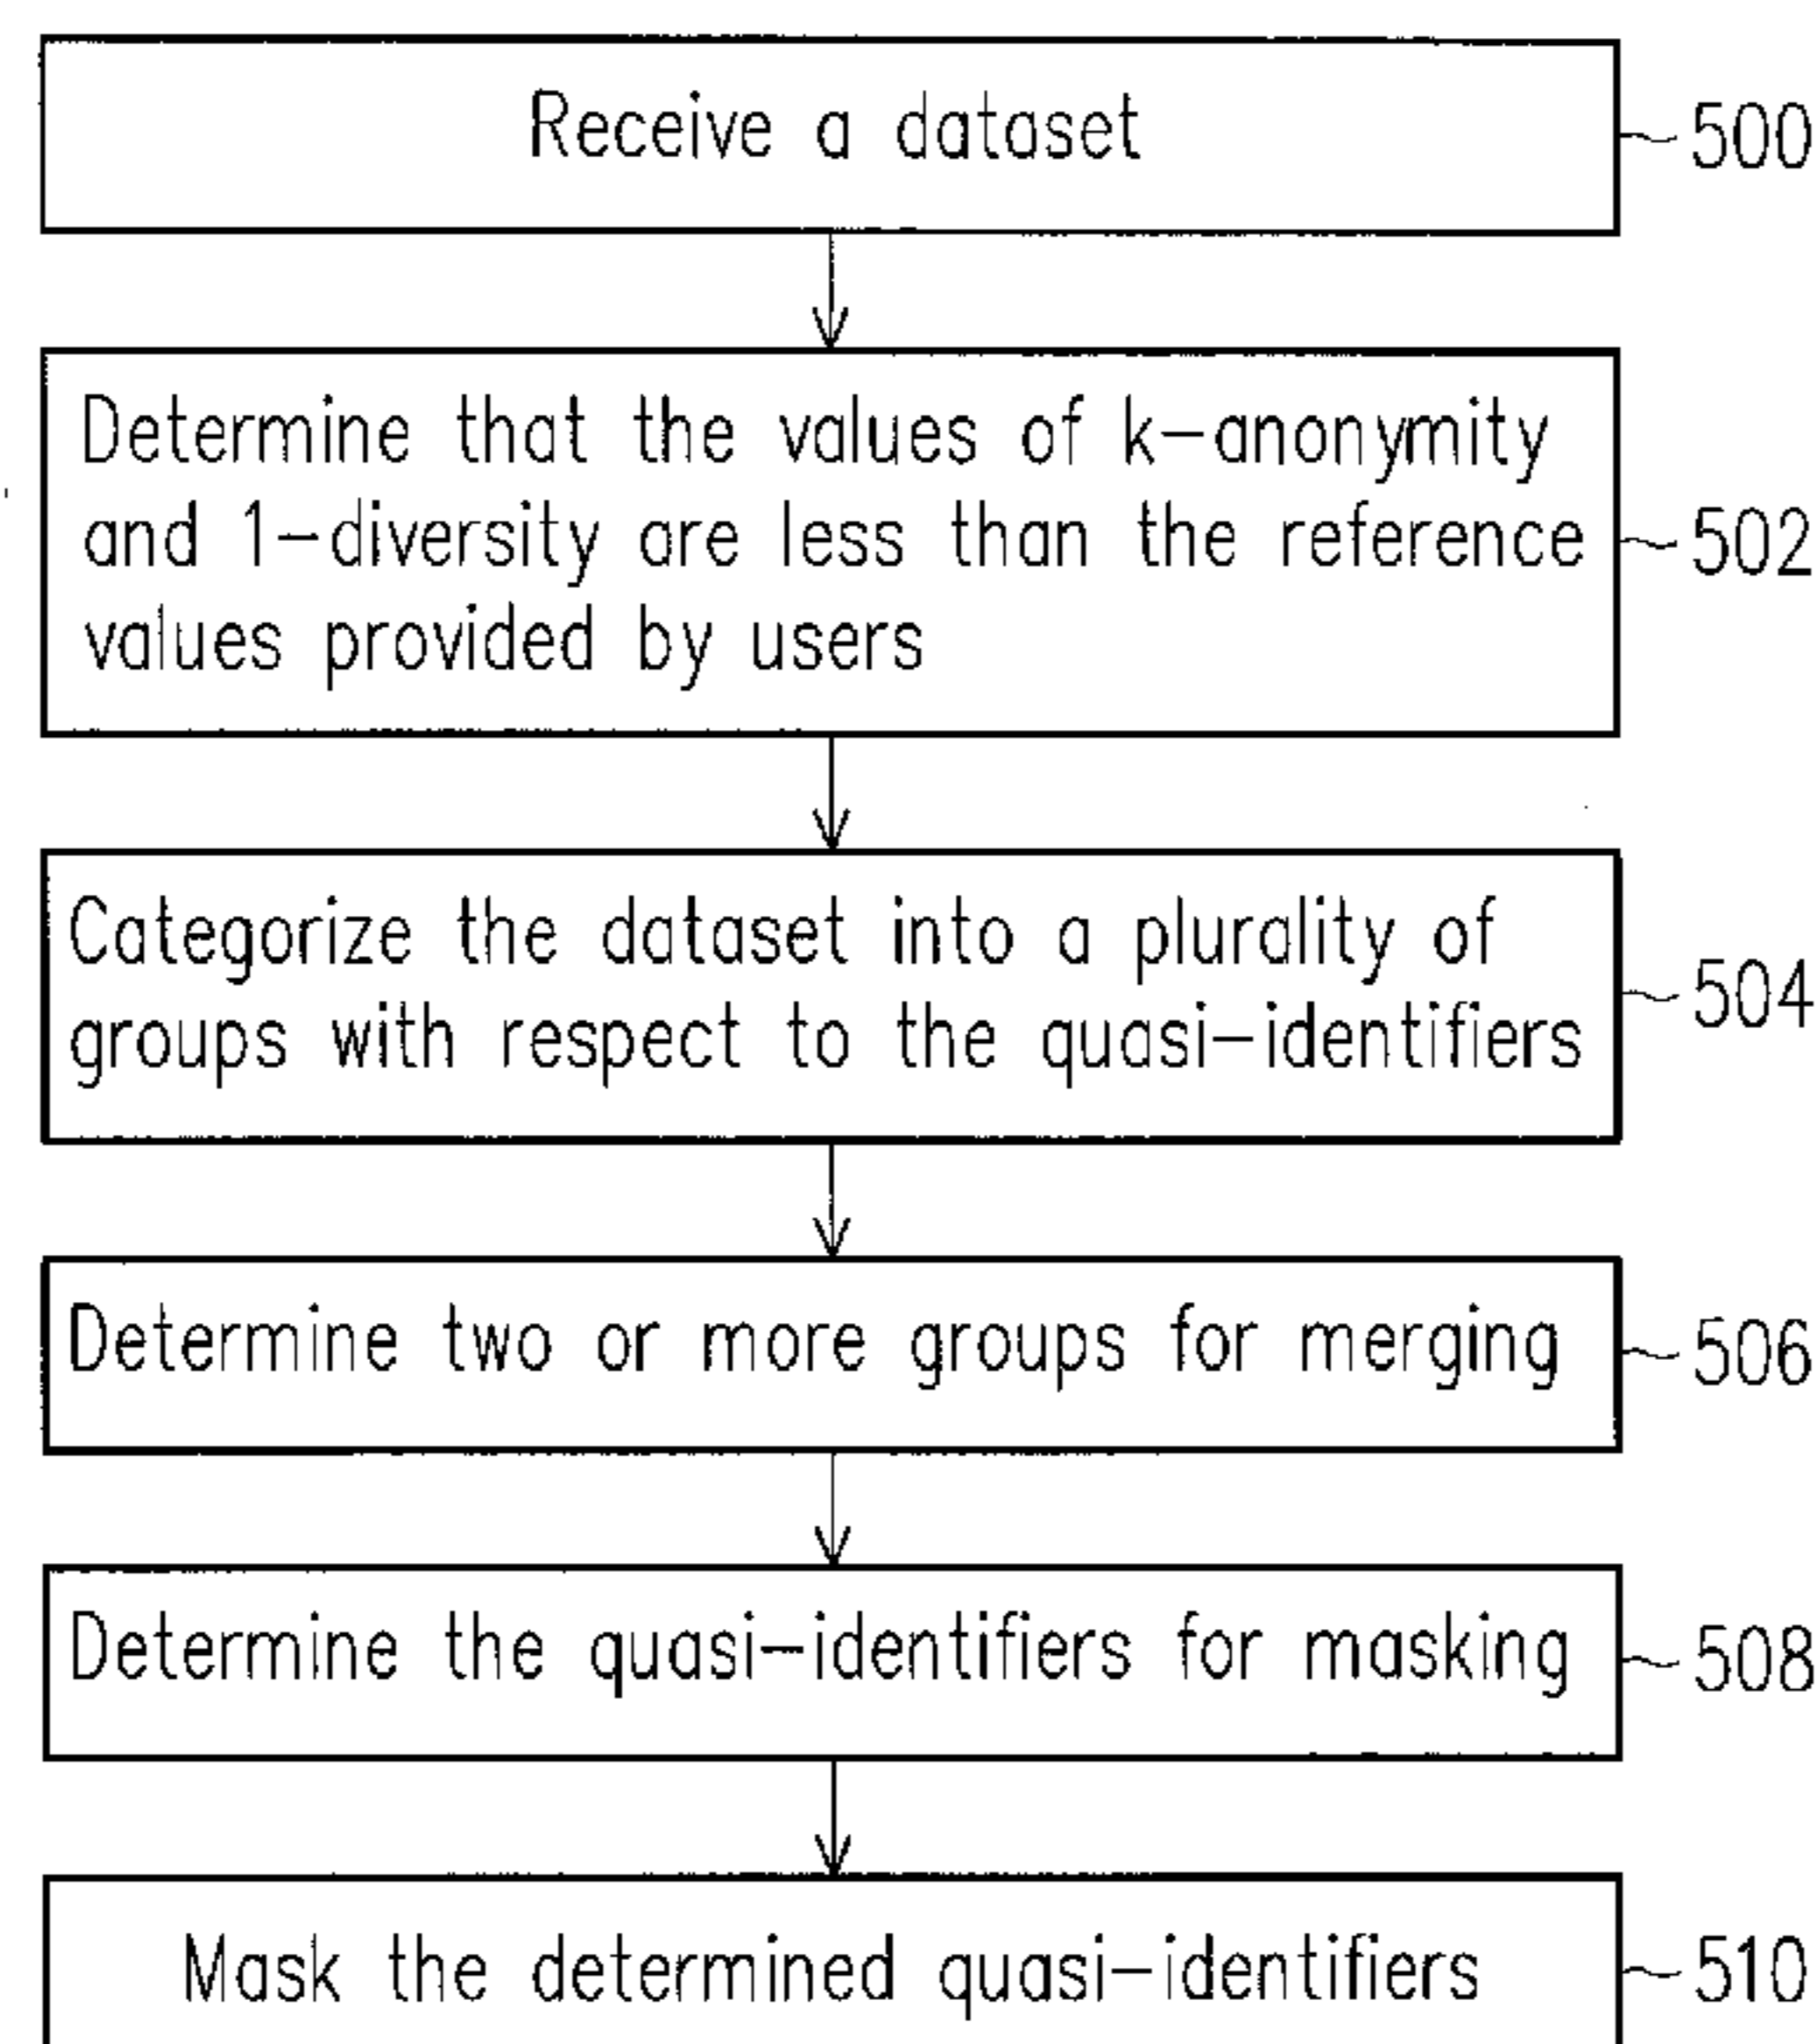 Receive a dataset
500
Determine that the values of k-anonymity
and 1-diversity are less than the reference
values provided by users
502
Categorize the dataset into a plurality of
groups with respect to the quasi-identifiers
504
Determine two or more groups for merging
506
Determine the quasi-identifiers for masking
508
Mask the determined quasi-identifiers
510